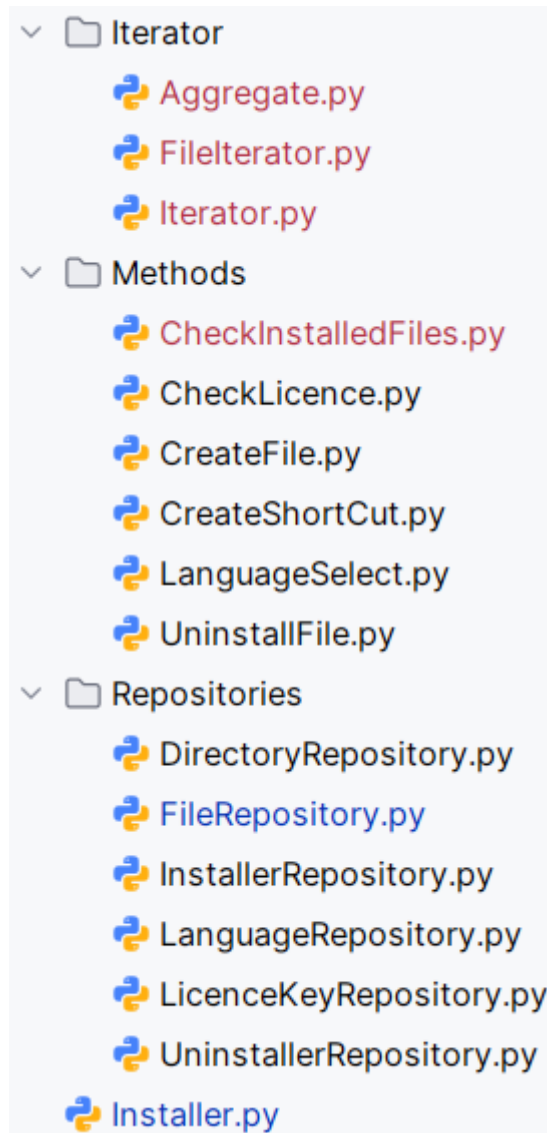 Iterator
Aggregate.py
FileIterator.py
Iterator.py
Methods
CheckInstalledFiles.py
CheckLicence.py
CreateFile.py
CreateShortCut.py
LanguageSelect.py
UninstallFile.py
Repositories
DirectoryRepository.py
FileRepository.py
InstallerRepository.py
LanguageRepository.py
LicenceKeyRepository.py
UninstallerRepository.py
Installer.py